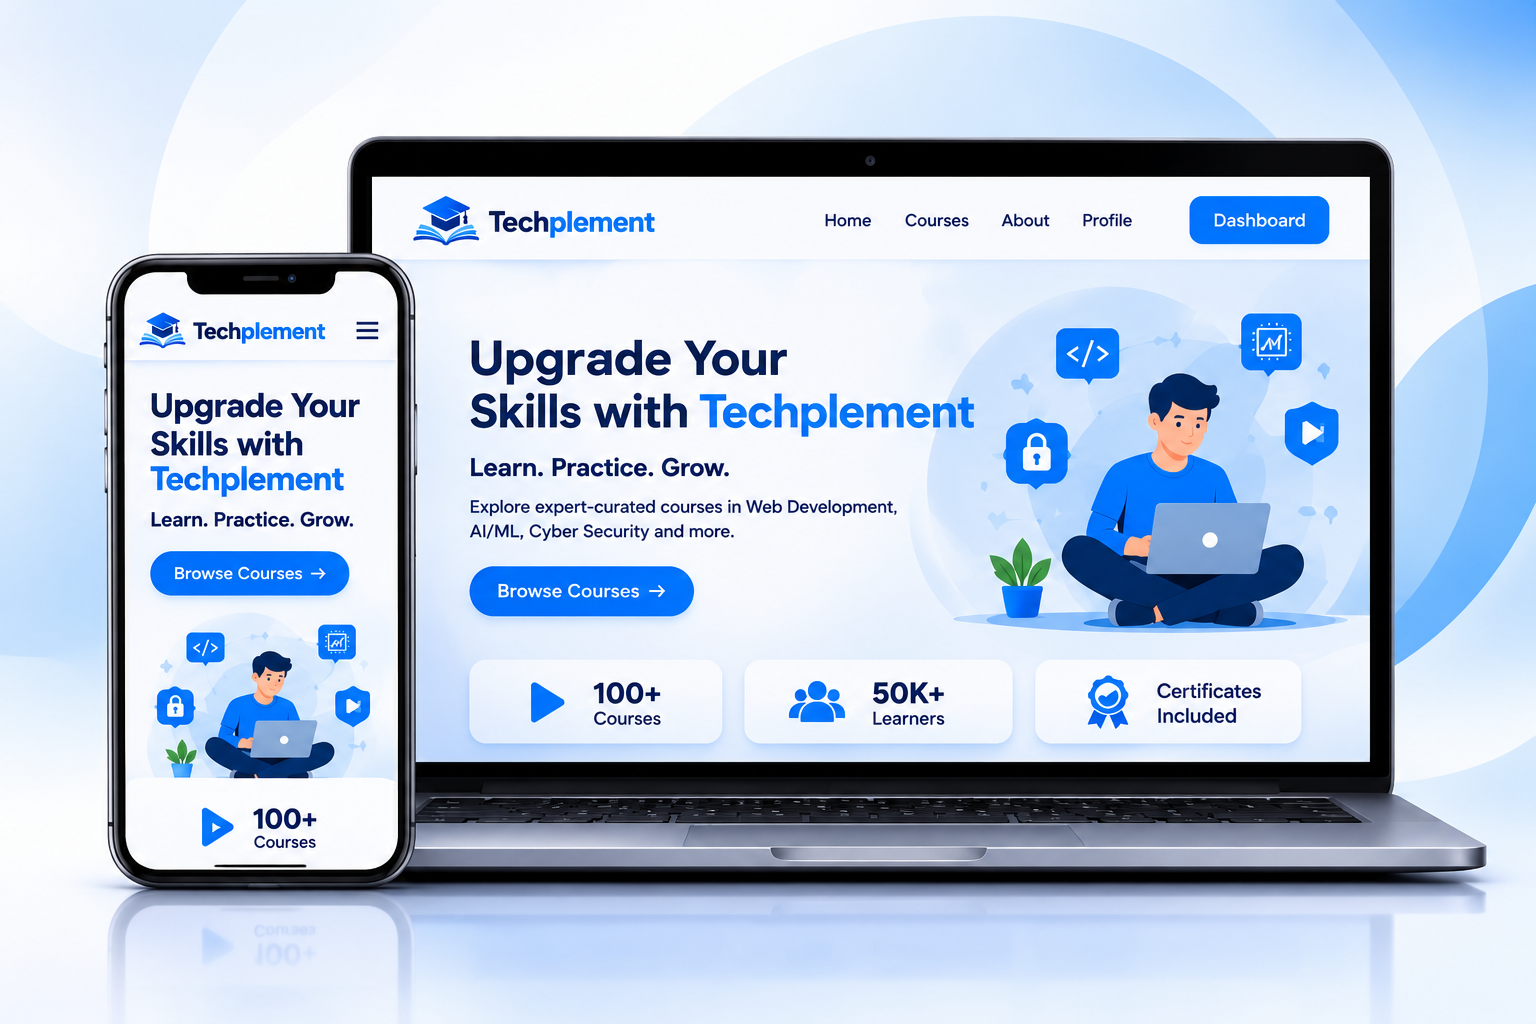 Techplement
Home Courses About Profile Dashboard
Upgrade Your
Skills with Techplement
Learn. Practice. Grow.
Explore expert-curated courses in Web Development,
AI/ML, Cyber Security and more.
Browse Courses →
</>
100+
Courses
50K+
Learners
Certificates
Included
Techplement
Upgrade Your
Skills with
Techplement
Learn. Practice. Grow.
Browse Courses →
</>
100+
Courses